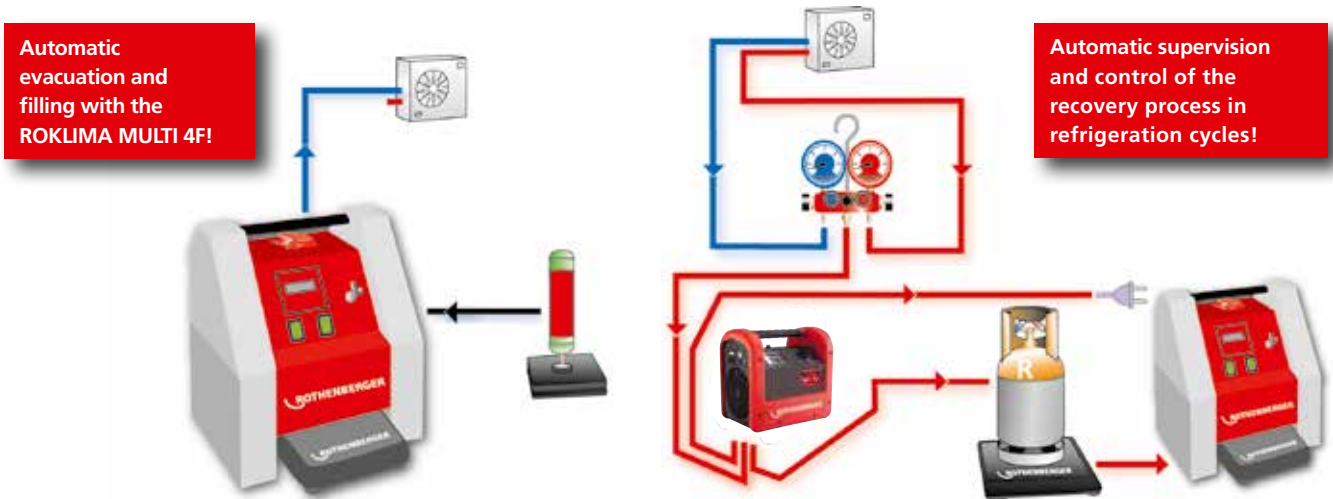 Automatic
evacuation and
filling with the
ROKLIMA MULTI 4F!
Automatic supervision
and control of the
recovery process in
refrigeration cycles!
ROTHENBERGER
ROTHENBERGER
ROTHENBERGER
R
ROTHENBERGER
ROTHENBERGER
ROTHENBERGER